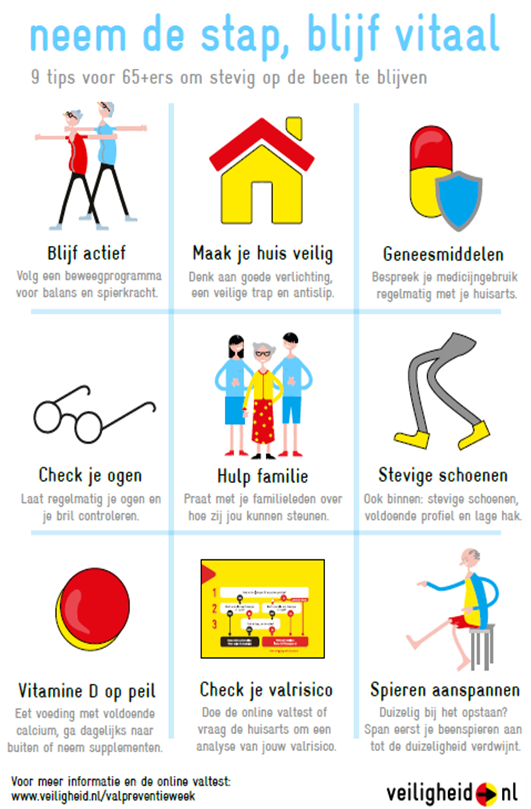 neem de stap, blijf vitaal
9 tips voor 65+ers om stevig op de been te blijven
Blijf actief
Volg een beweegprogramma
voor balans en spierkracht.
Maak je huis veilig
Denk aan goede verlichting,
een veilige trap en antislip.
Geneesmiddelen
Bespreek je medicijngebruik
regelmatig met je huisarts.
Check je ogen
Laat regelmatig je ogen en
je bril controleren.
Hulp familie
Praat met je familieleden over
hoe zij jou kunnen steunen.
Stevige schoenen
Ook binnen: stevige schoenen,
voldoende profiel en lage hak.
Vitamine D op peil
Eet voeding met voldoende
calcium, ga dagelijks naar
buiten of neem supplementen.
1
2
3
Check je valrisico
Doe de online valtest of
vraag de huisarts om een
analyse van jouw valrisico.
Spieren aanspannen
Duizelig bij het opstaan?
Span eerst je beenspieren aan
tot de duizeligheid verdwijnt.
Voor meer informatie en de online valtest:
www.veiligheid.nl/valpreventieweek
veiligheid nl